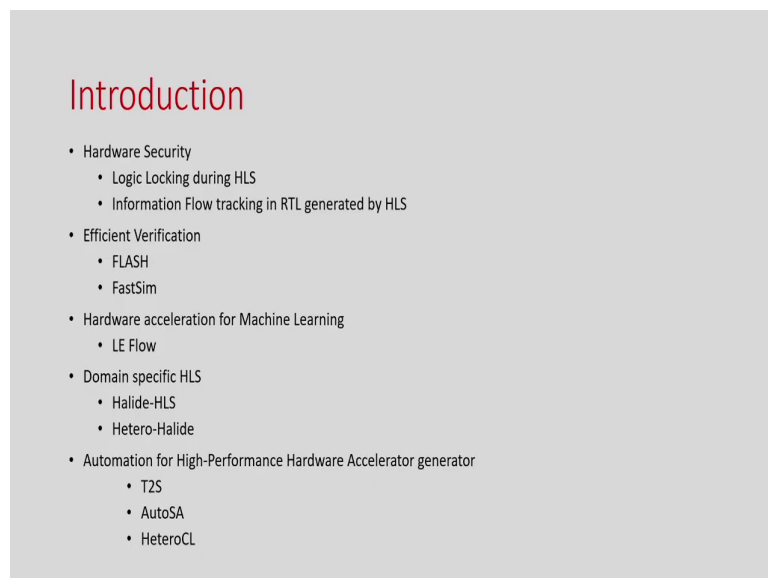 Introduction
• Hardware Security
• Logic Locking during HLS
• Information Flow tracking in RTL generated by HLS
• Efficient Verification
• FLASH
• FastSim
• Hardware acceleration for Machine Learning
• LE Flow
• Domain specific HLS
• Halide-HLS
• Hetero-Halide
• Automation for High-Performance Hardware Accelerator generator
• T2S
• AutoSA
• HeteroCL